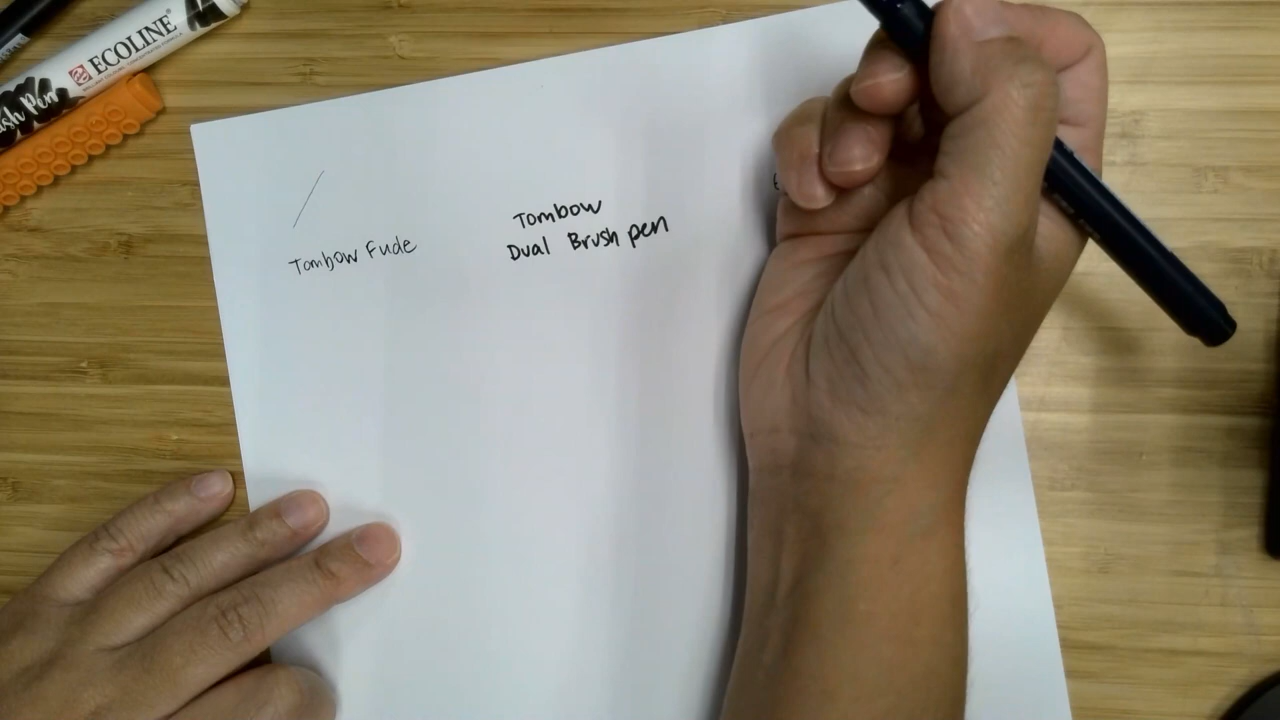 ECOLINE
Brush Pen
Tombow Fude
Tombow
Dual Brush pen